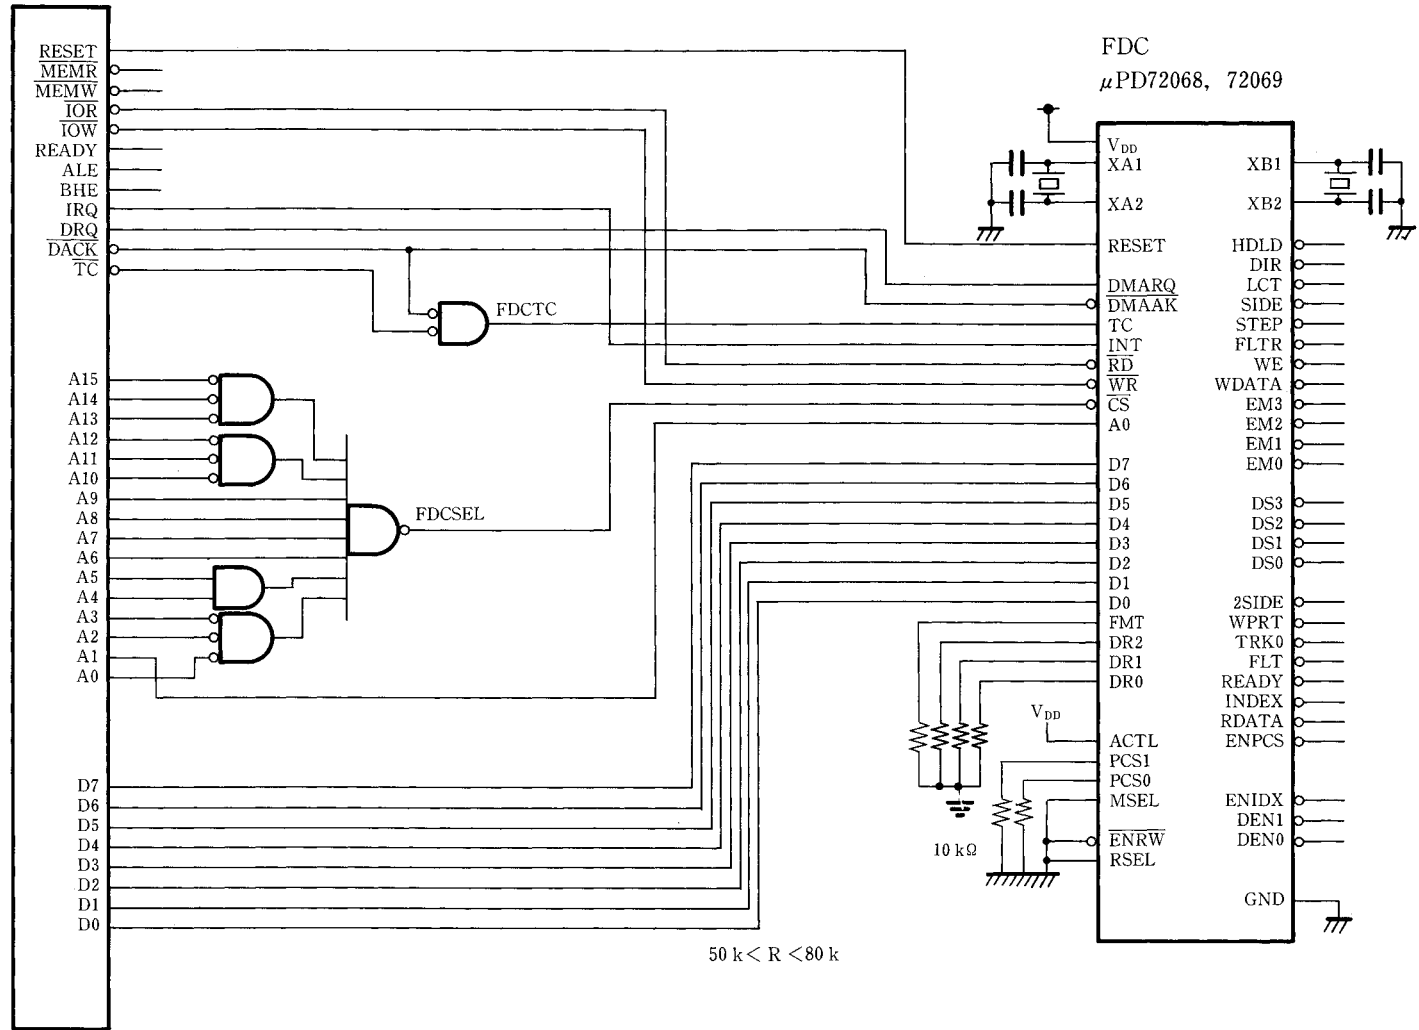 RESET
MEMR
MEMW
IOR
IOW
READY
ALE
BHE
IRQ
DRQ
DACK
TC
FDCTC
A15
A14
A13
A12
A11
A10
A9
A8
A7
A6
A5
A4
A3
A2
A1
A0
FDCSEL
D7
D6
D5
D4
D3
D2
D1
D0
50 k< R <80 k
FDC
μPD72068, 72069
VDD
XA1
XA2
RESET
DMARQ
DMAAK
TC
INT
RD
WR
CS
A0
D7
D6
D5
D4
D3
D2
D1
D0
FMT
DR2
DR1
DR0
VDD
ACTL
PCS1
PCS0
MSEL
ENRW
RSEL
10 kΩ
XB1
XB2
HDLD
DIR
LCT
SIDE
STEP
FLTR
WE
WDATA
EM3
EM2
EM1
EM0
DS3
DS2
DS1
DS0
2SIDE
WPRT
TRK0
FLT
READY
INDEX
RDATA
ENPCS
ENIDX
DEN1
DEN0
GND